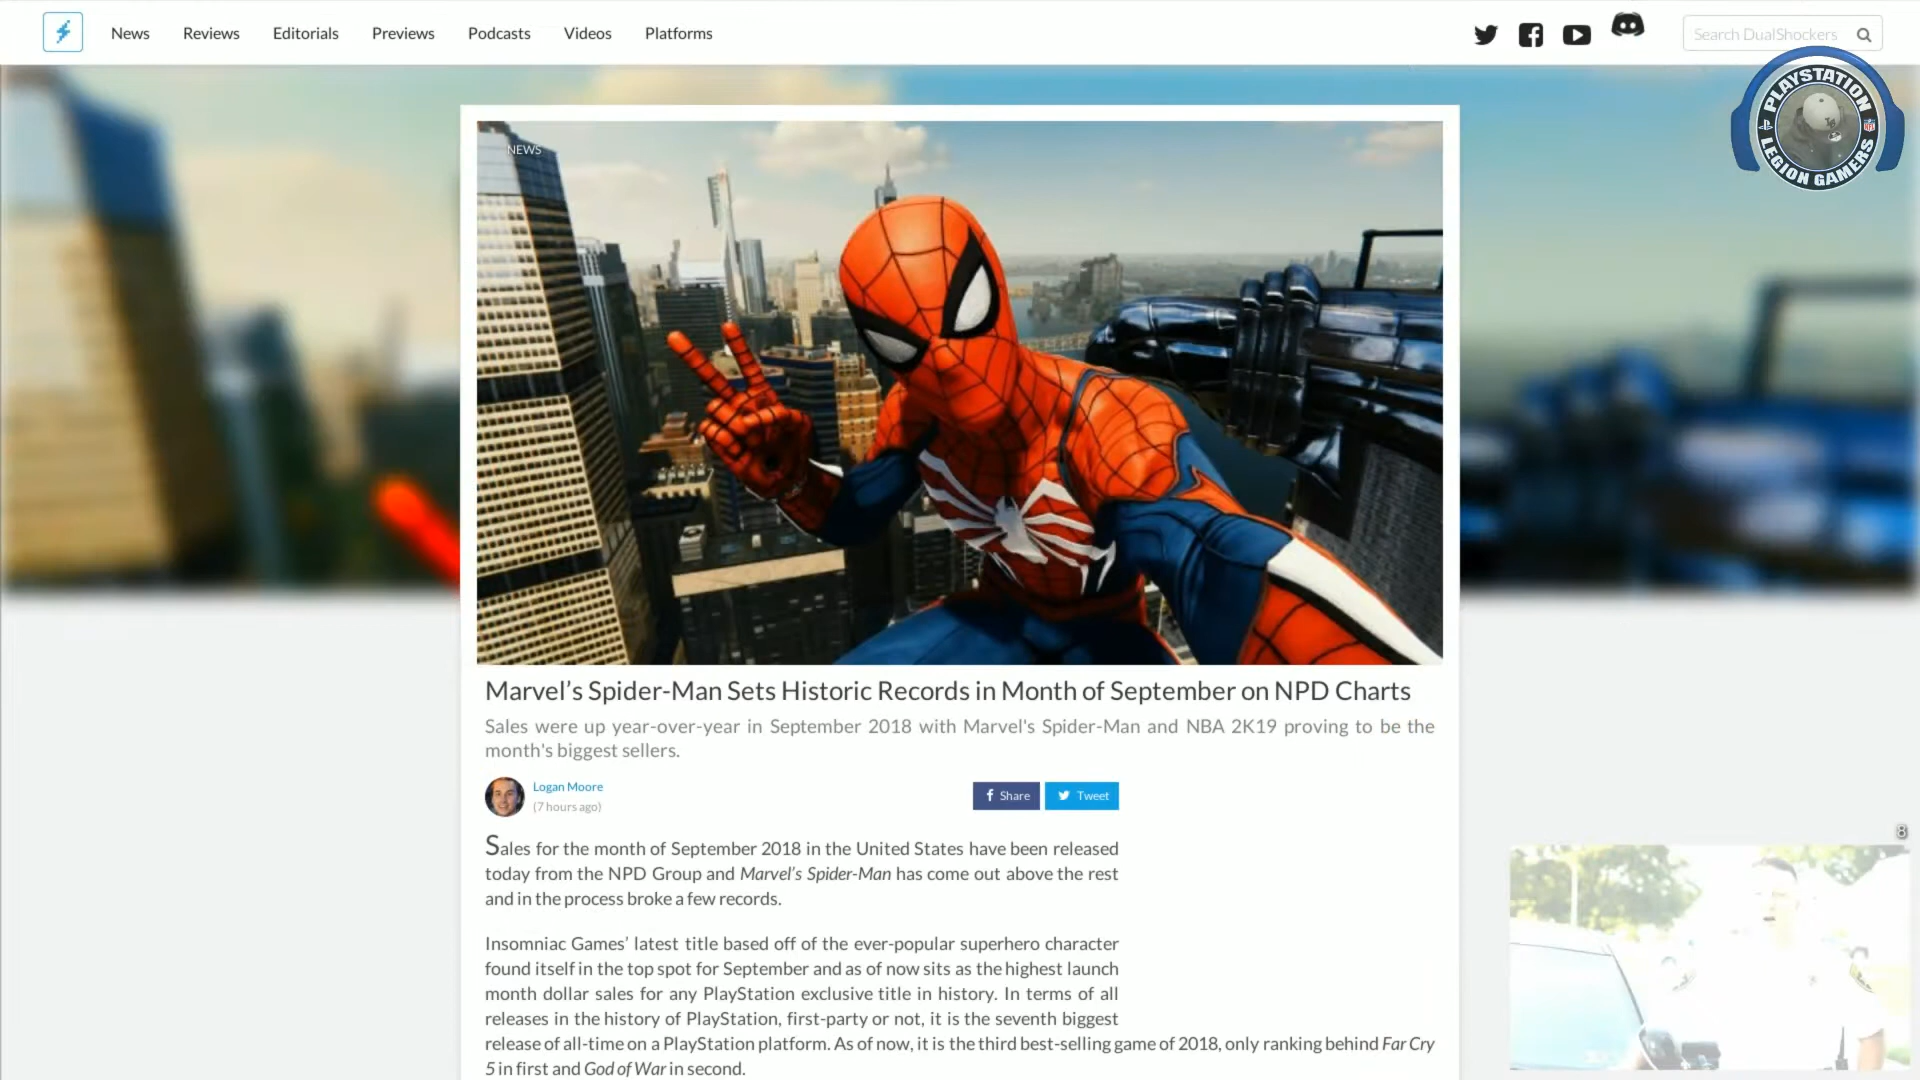 News Reviews Editorials Previews Podcasts Videos Platforms
Search DualShockers
PLAYSTATION
LEGION GAMERS
NEWS
Marvel’s Spider-Man Sets Historic Records in Month of September on NPD Charts
Sales were up year-over-year in September 2018 with Marvel's Spider-Man and NBA 2K19 proving to be the
month's biggest sellers.
Logan Moore
(7 hours ago)
Share Tweet
Sales for the month of September 2018 in the United States have been released
today from the NPD Group and Marvel’s Spider-Man has come out above the rest
and in the process broke a few records.
Insomniac Games’ latest title based off of the ever-popular superhero character
found itself in the top spot for September and as of now sits as the highest launch
month dollar sales for any PlayStation exclusive title in history. In terms of all
releases in the history of PlayStation, first-party or not, it is the seventh biggest
release of all-time on a PlayStation platform. As of now, it is the third best-selling game of 2018, only ranking behind Far Cry
5 in first and God of War in second.
8